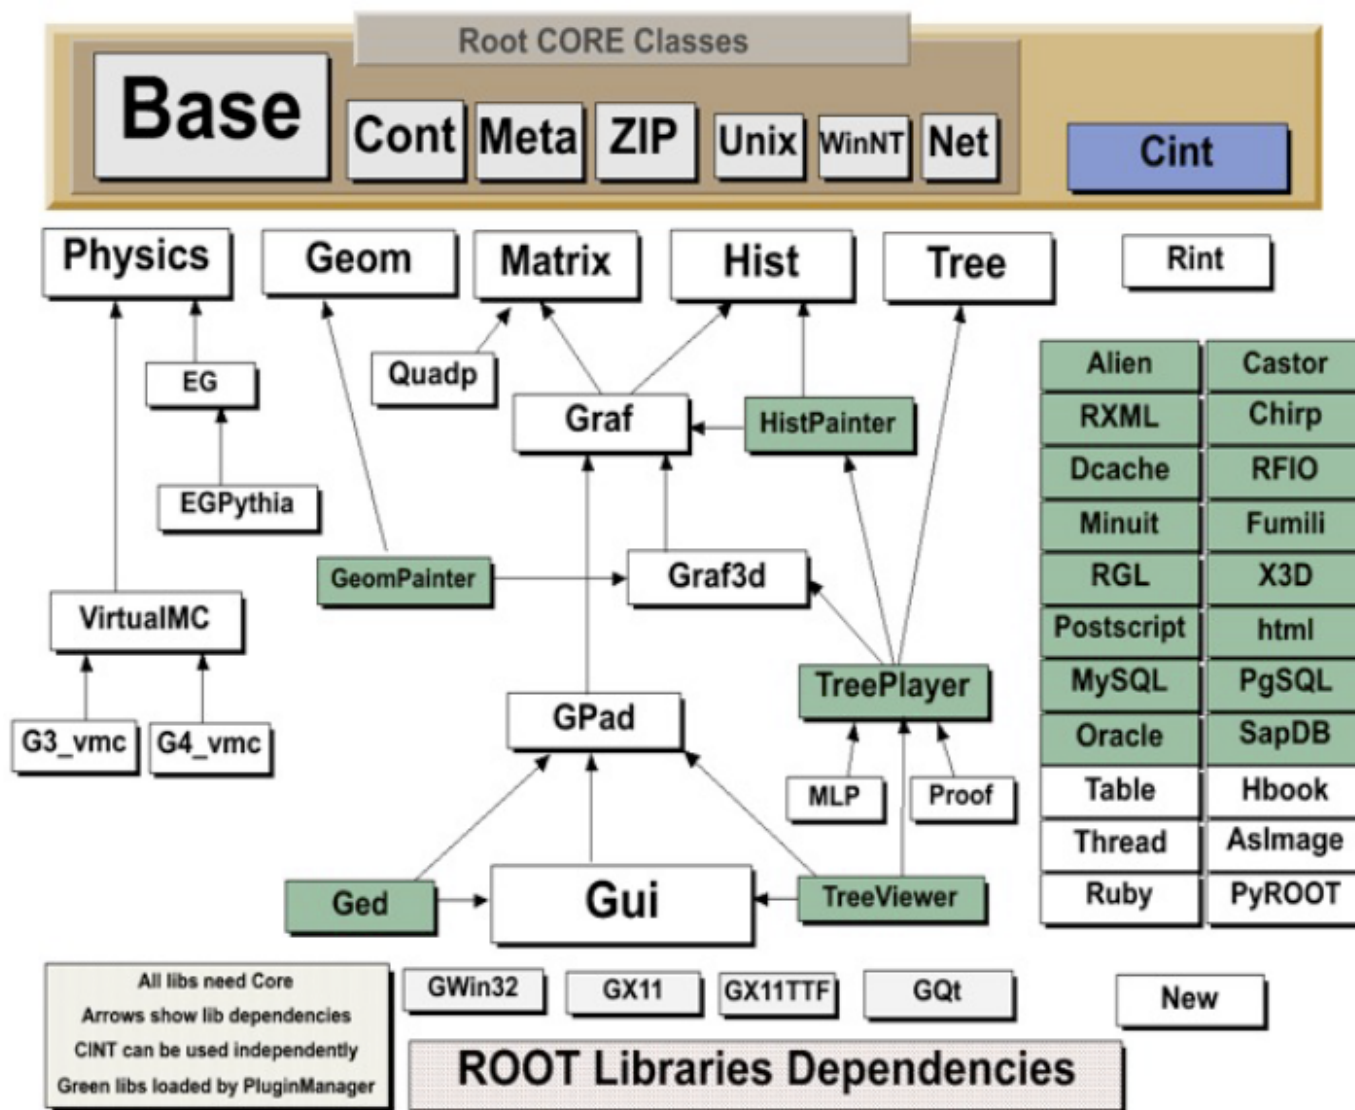 Root CORE Classes
Base
Cont
Meta
ZIP
Unix
WinNT
Net
Cint
Physics
Geom
Matrix
Hist
Tree
Rint
EG
Quadp
Graf
HistPainter
EGPythia
GeomPainter
Graf3d
VirtualMC
TreePlayer
G3_vmc
G4_vmc
GPad
MLP
Proof
Ged
Gui
TreeViewer
Alien
Castor
RXML
Chirp
Dcache
RFIO
Minuit
Fumili
RGL
X3D
Postscript
html
MySQL
PgSQL
Oracle
SapDB
Table
Hbook
Thread
AsImage
Ruby
PyROOT
All libs need Core
Arrows show lib dependencies
CINT can be used independently
Green libs loaded by PluginManager
GWin32
GX11
GX11TTF
GQt
New
ROOT Libraries Dependencies